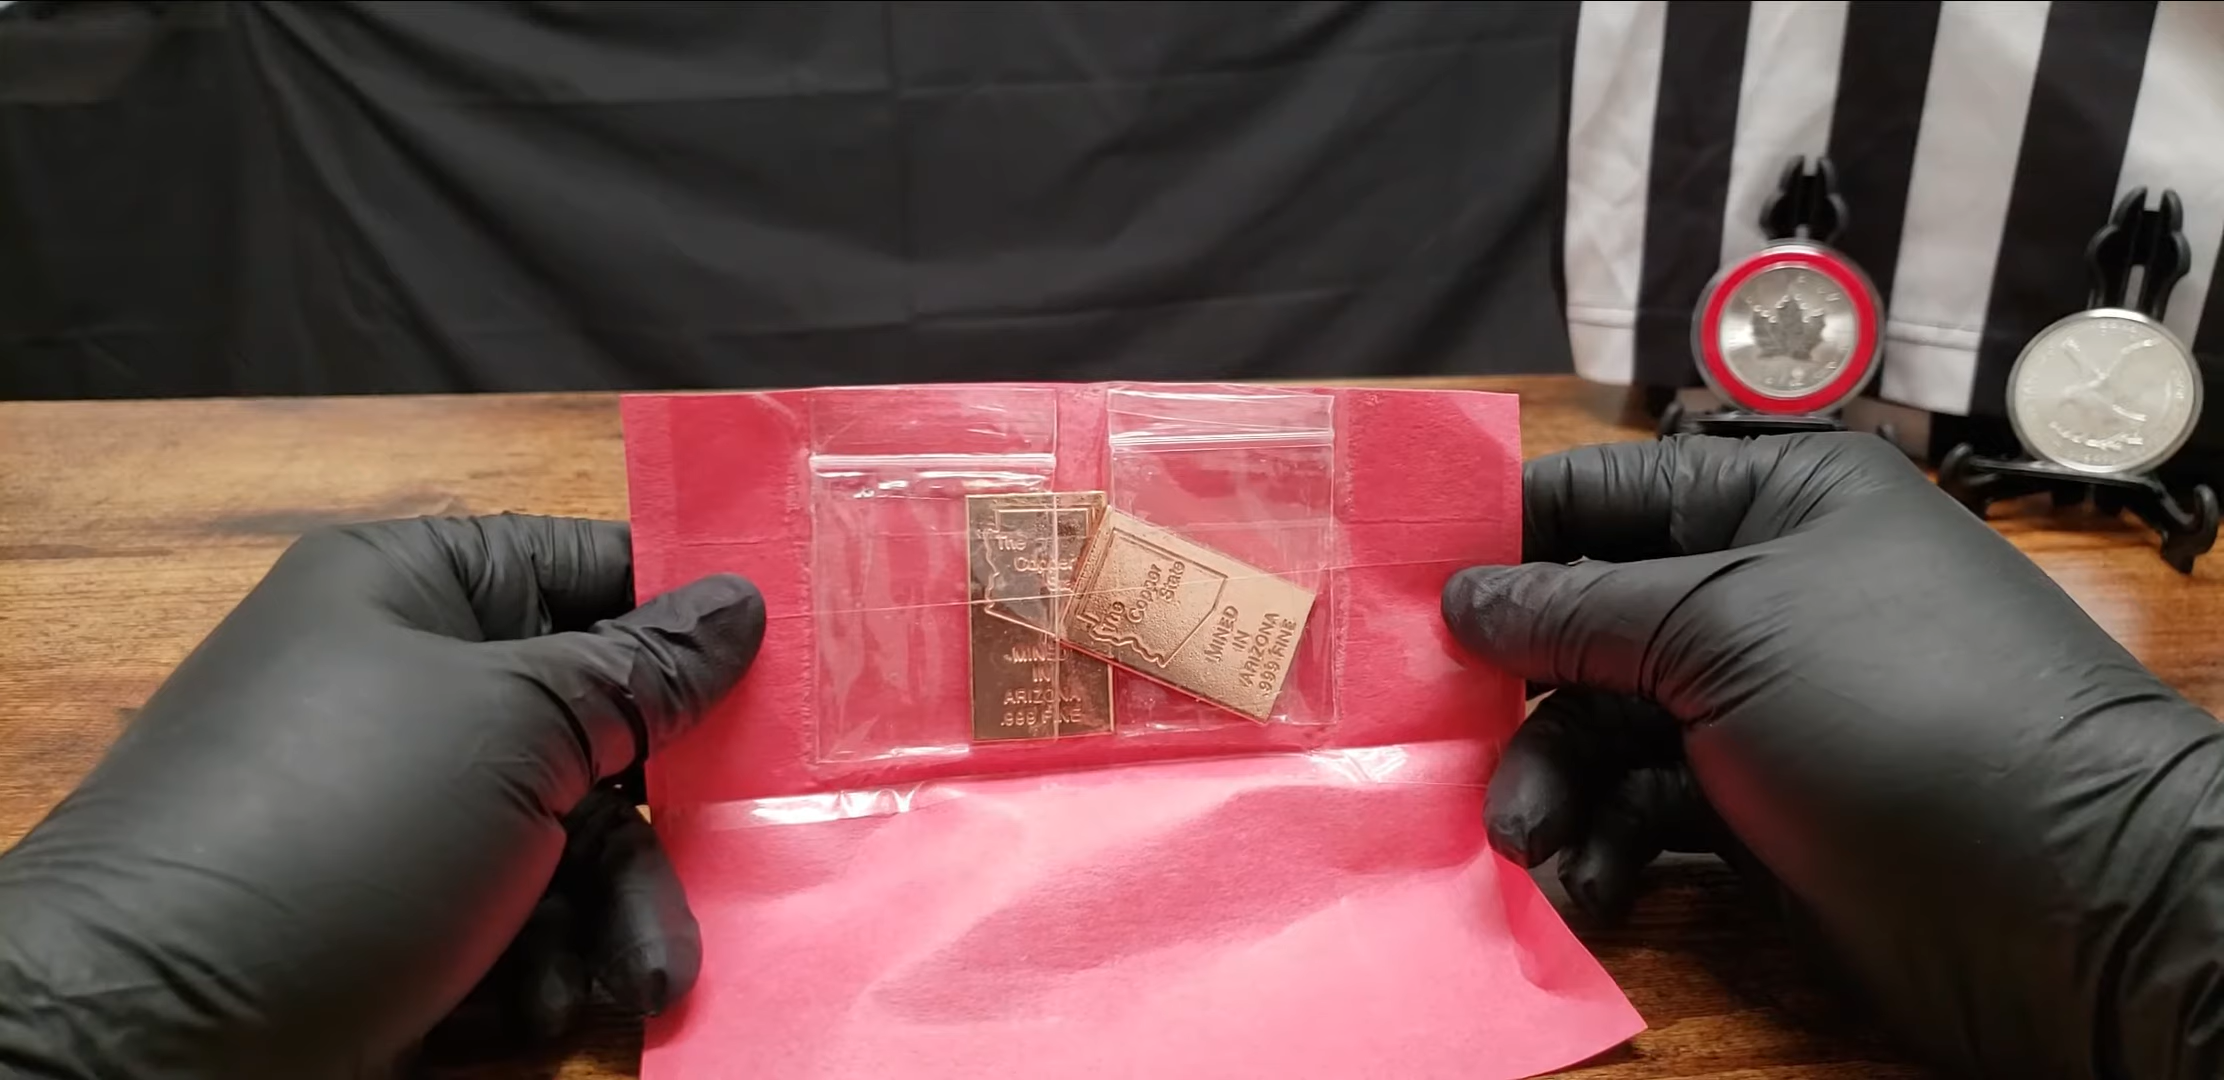 The
Copper
MINED
IN
ARIZONA
.999 FINE
The
Copper
State
MINED
IN
ARIZONA
.999 FINE